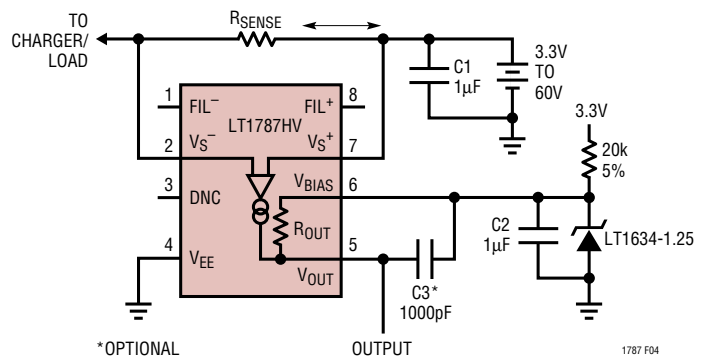 TO
CHARGER/
LOAD
RSENSE
C1
1µF
3.3V
TO
60V
1
FIL–
LT1787HV
FIL+
8
2
VS–
VS+
7
3
DNC
VBIAS
6
ROUT
4
VEE
VOUT
5
C3*
1000pF
C2
1µF
3.3V
20k
5%
LT1634-1.25
*OPTIONAL
OUTPUT
1787 F04